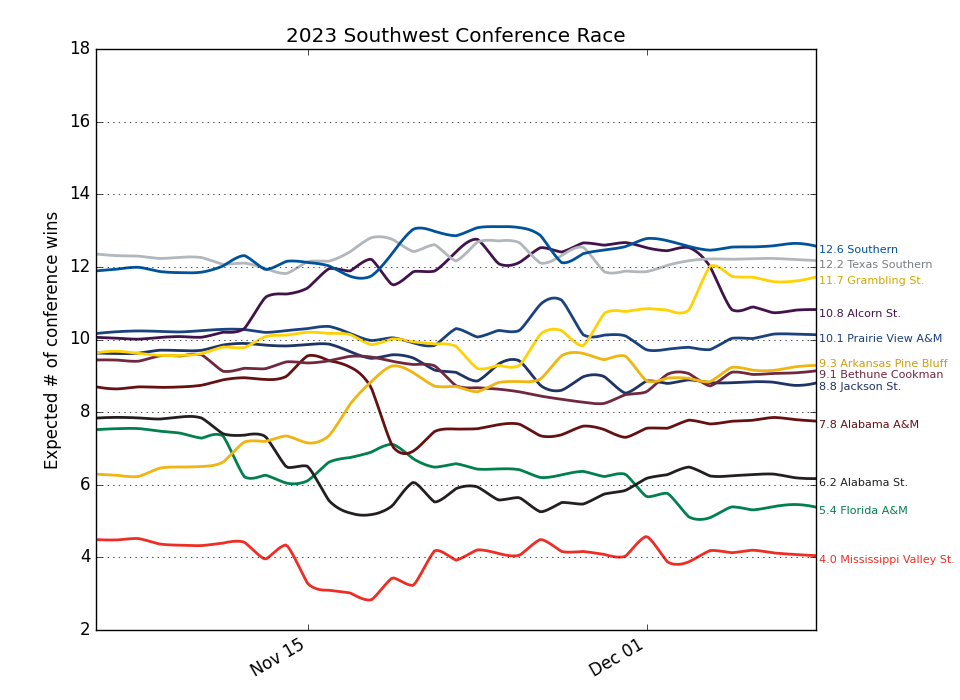 2023 Southwest Conference Race
Expected # of conference wins
18
16
14
12
10
8
6
4
2
Nov 15
Dec 01
12.6 Southern
12.2 Texas Southern
11.7 Grambling St.
10.8 Alcorn St.
10.1 Prairie View A&M
9.3 Arkansas Pine Bluff
9.1 Bethune Cookman
8.8 Jackson St.
7.8 Alabama A&M
6.2 Alabama St.
5.4 Florida A&M
4.0 Mississippi Valley St.